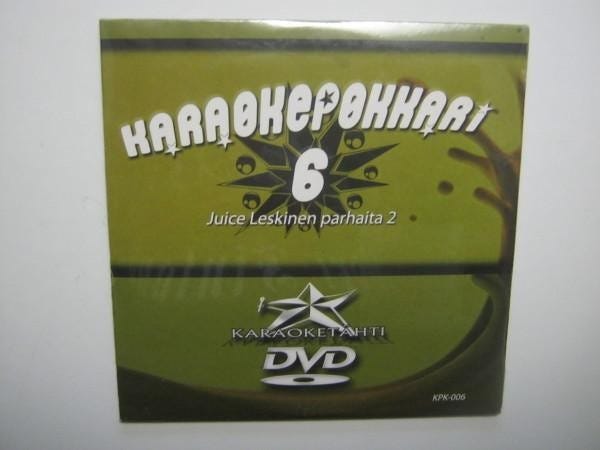 KARAOKEPOKKARI
6
Juice Leskinen parhaita 2
KARAOKETÄHTI
DVD
KPK-006